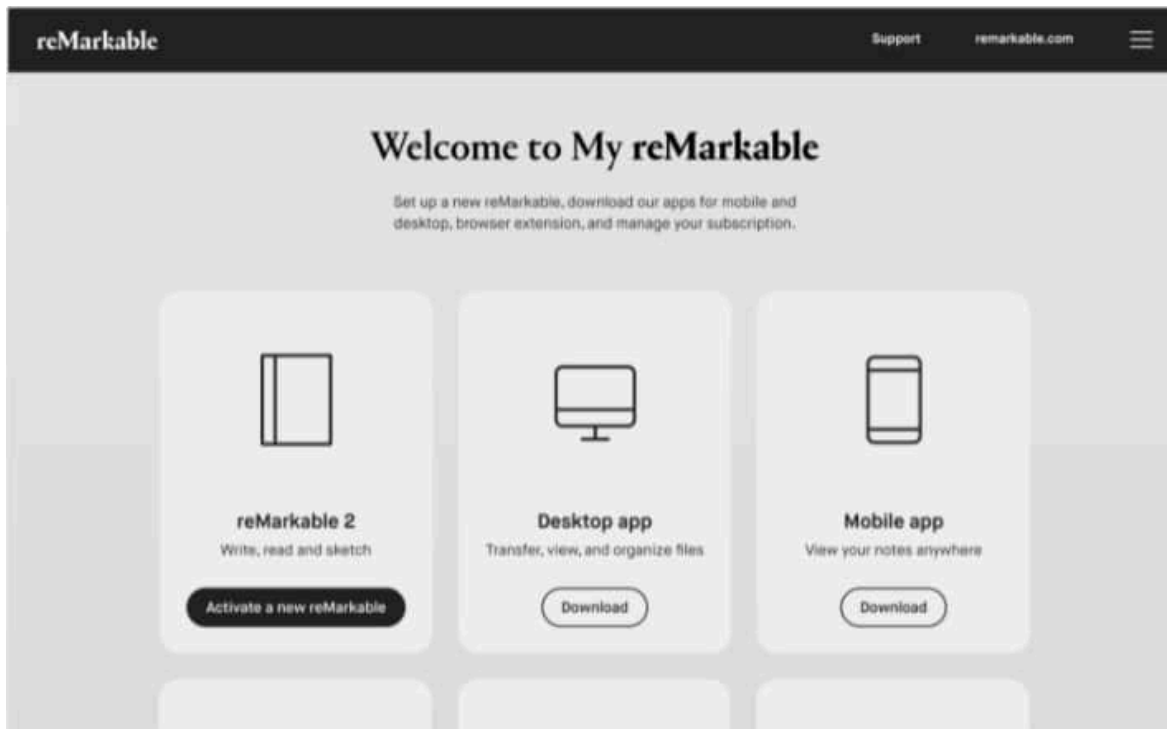 reMarkable
Support
remarkable.com
Welcome to My reMarkable
Set up a new reMarkable, download our apps for mobile and
desktop, browser extension, and manage your subscription.
reMarkable 2
Write, read and sketch
Activate a new reMarkable
Desktop app
Transfer, view, and organize files
Download
Mobile app
View your notes anywhere
Download